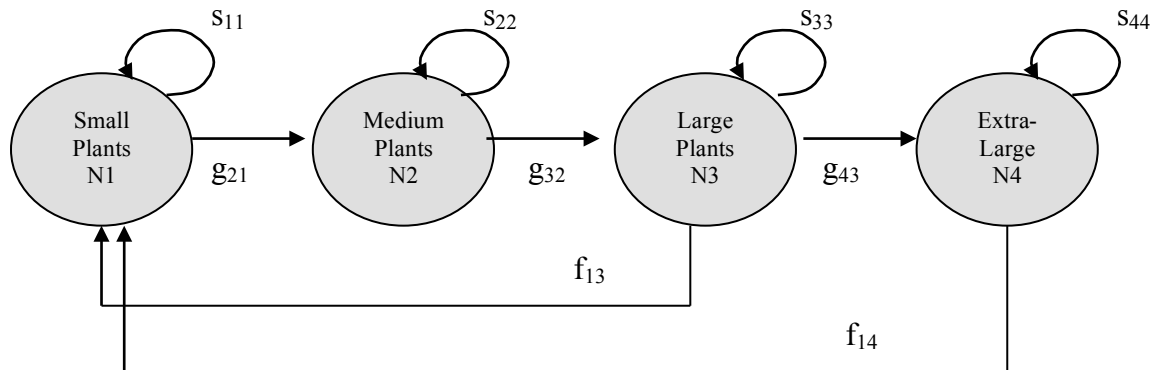 s₁₁
s₂₂
s₃₃
s₄₄
Small
Plants
N1
Medium
Plants
N2
Large
Plants
N3
Extra-
Large
N4
g₂₁
g₃₂
g₄₃
f₁₃
f₁₄